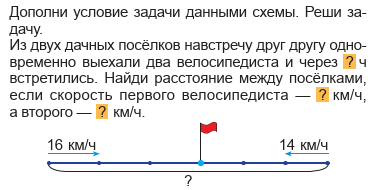 Дополни условие задачи данными схемы. Реши за-
дачу.
Из двух дачных посёлков навстречу друг другу одно-
временно выехали два велосипедиста и через ? ч
встретились. Найди расстояние между посёлками,
если скорость первого велосипедиста — ? км/ч,
а второго — ? км/ч.
16 км/ч 14 км/ч
?